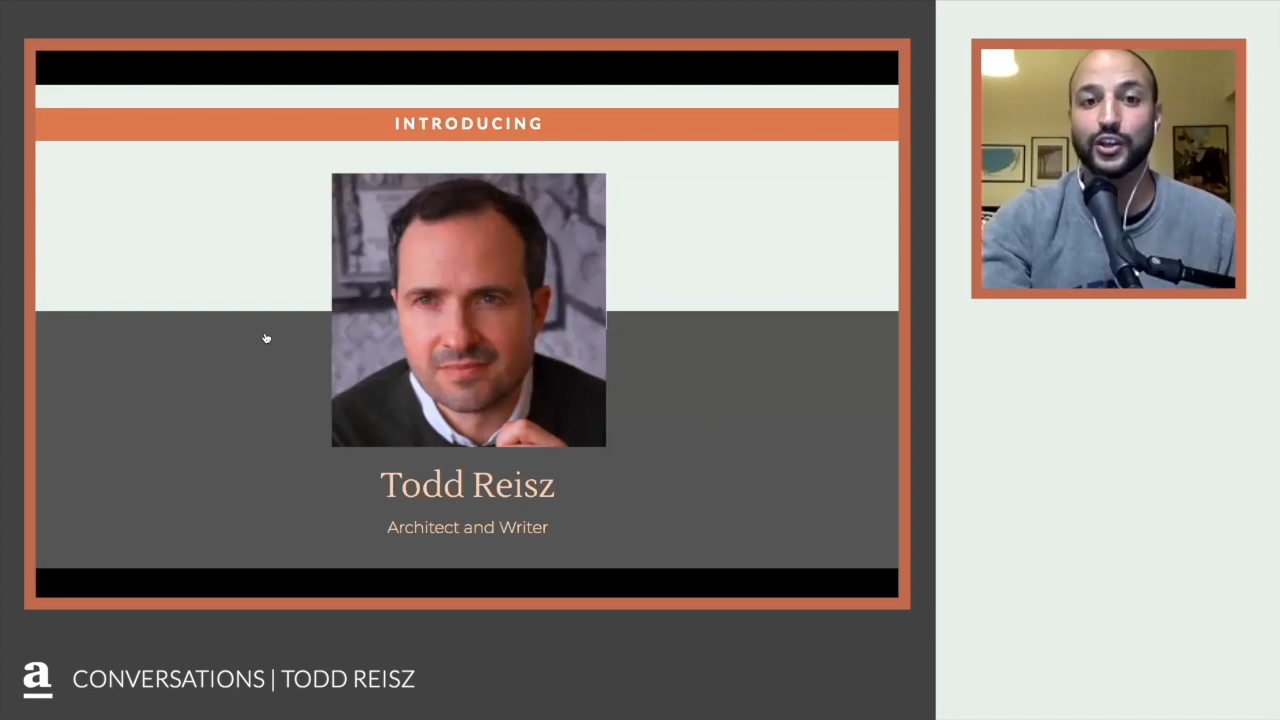 INTRODUCING
Todd Reisz
Architect and Writer
a CONVERSATIONS | TODD REISZ